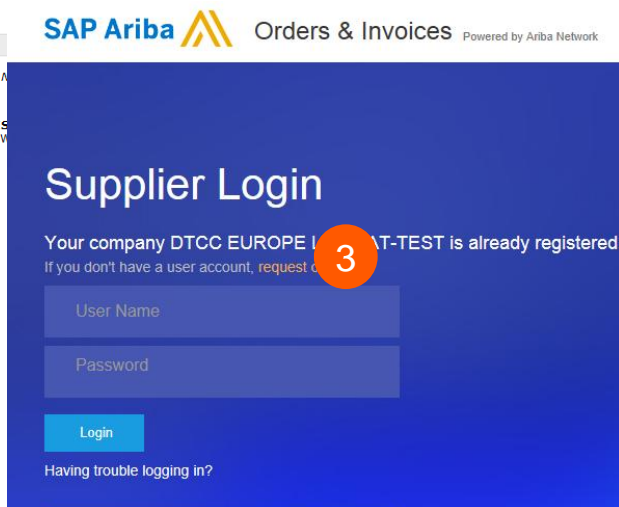 SAP Ariba Orders & Invoices Powered by Ariba Network
Supplier Login
Your company DTCC EUROPE L AT-TEST is already registered
3
If you don't have a user account, request
User Name
Password
Login
Having trouble logging in?